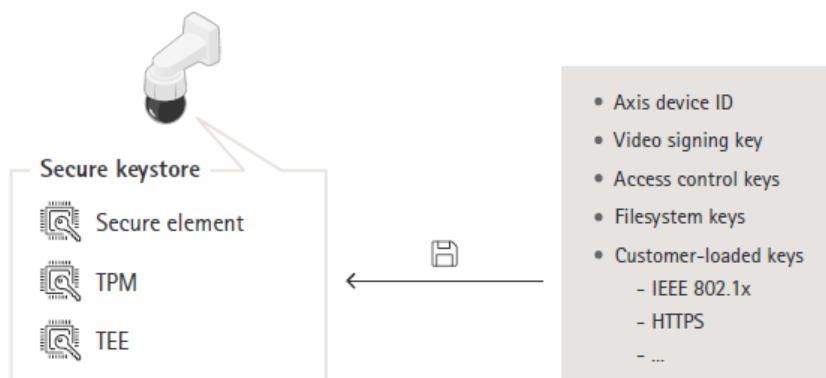 Secure keystore
Secure element
TPM
TEE
• Axis device ID
• Video signing key
• Access control keys
• Filesystem keys
• Customer-loaded keys
- IEEE 802.1x
- HTTPS
- ...